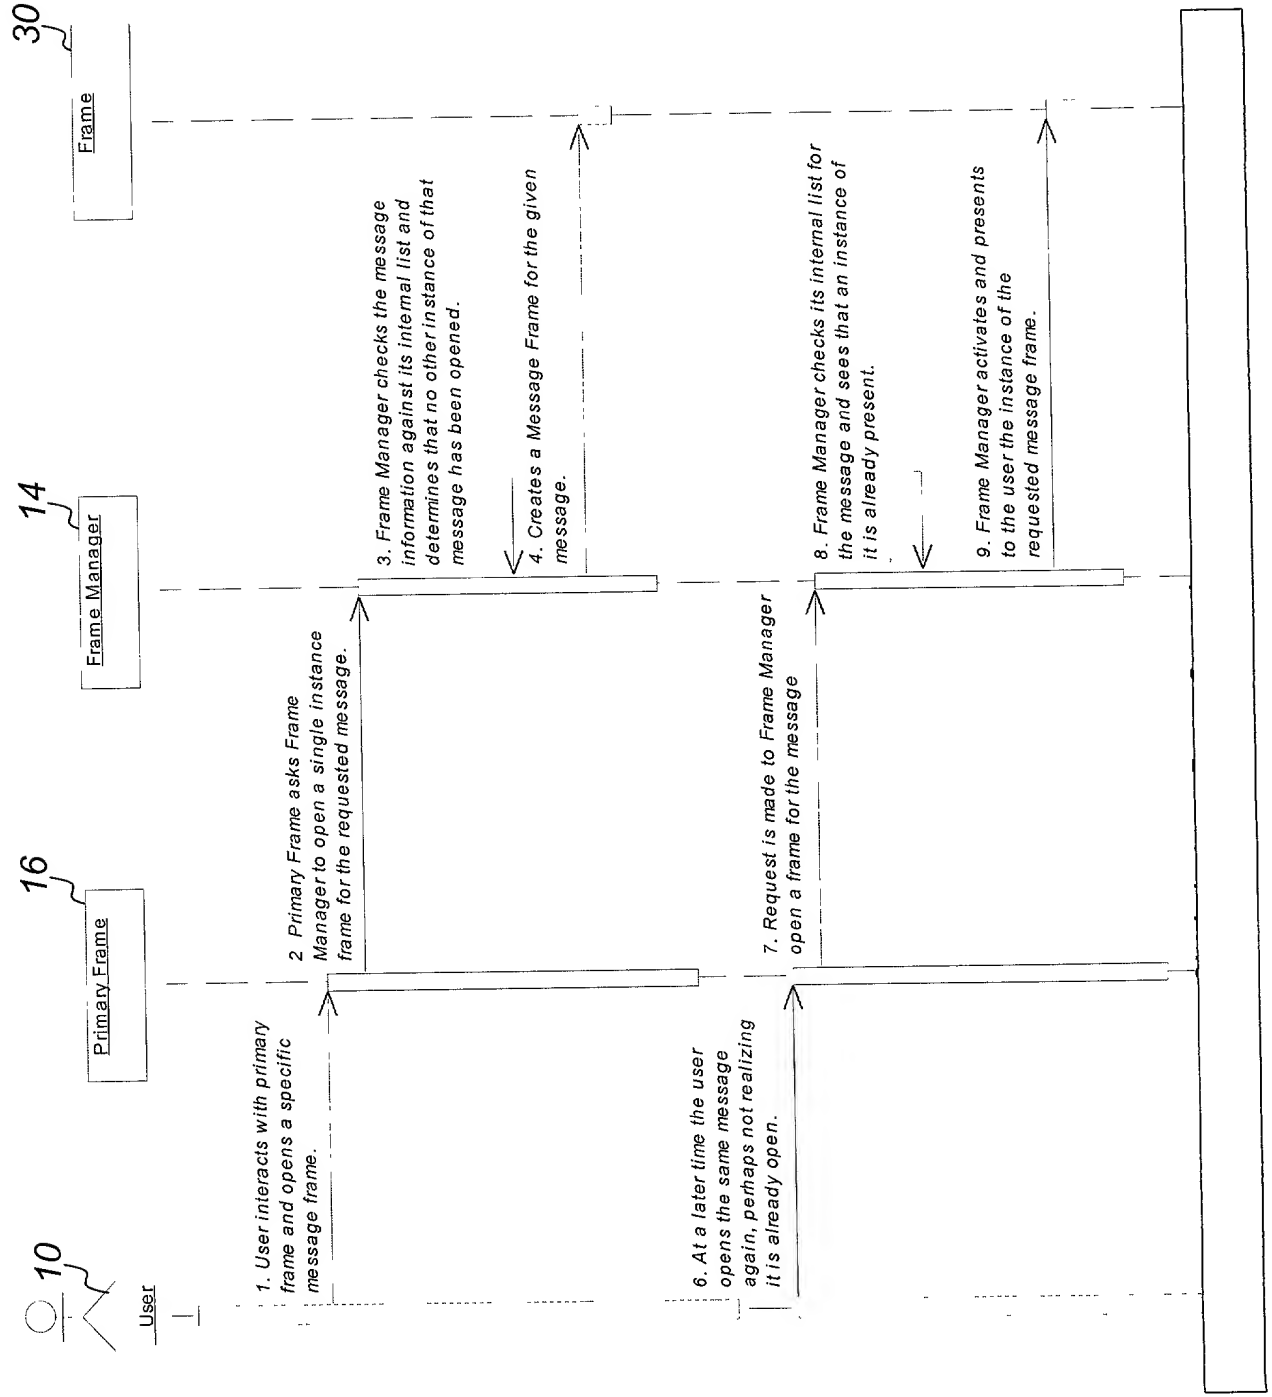 10
User
16
Primary Frame
14
Frame Manager
30
Frame
1. User interacts with primary
frame and opens a specific
message frame.
2 Primary Frame asks Frame
Manager to open a single instance
frame for the requested message.
3. Frame Manager checks the message
information against its internal list and
determines that no other instance of that
message has been opened.
4. Creates a Message Frame for the given
message.
6. At a later time the user
opens the same message
again, perhaps not realizing
it is already open.
7. Request is made to Frame Manager
open a frame for the message
8. Frame Manager checks its internal list for
the message and sees that an instance of
it is already present.
9. Frame Manager activates and presents
to the user the instance of the
requested message frame.